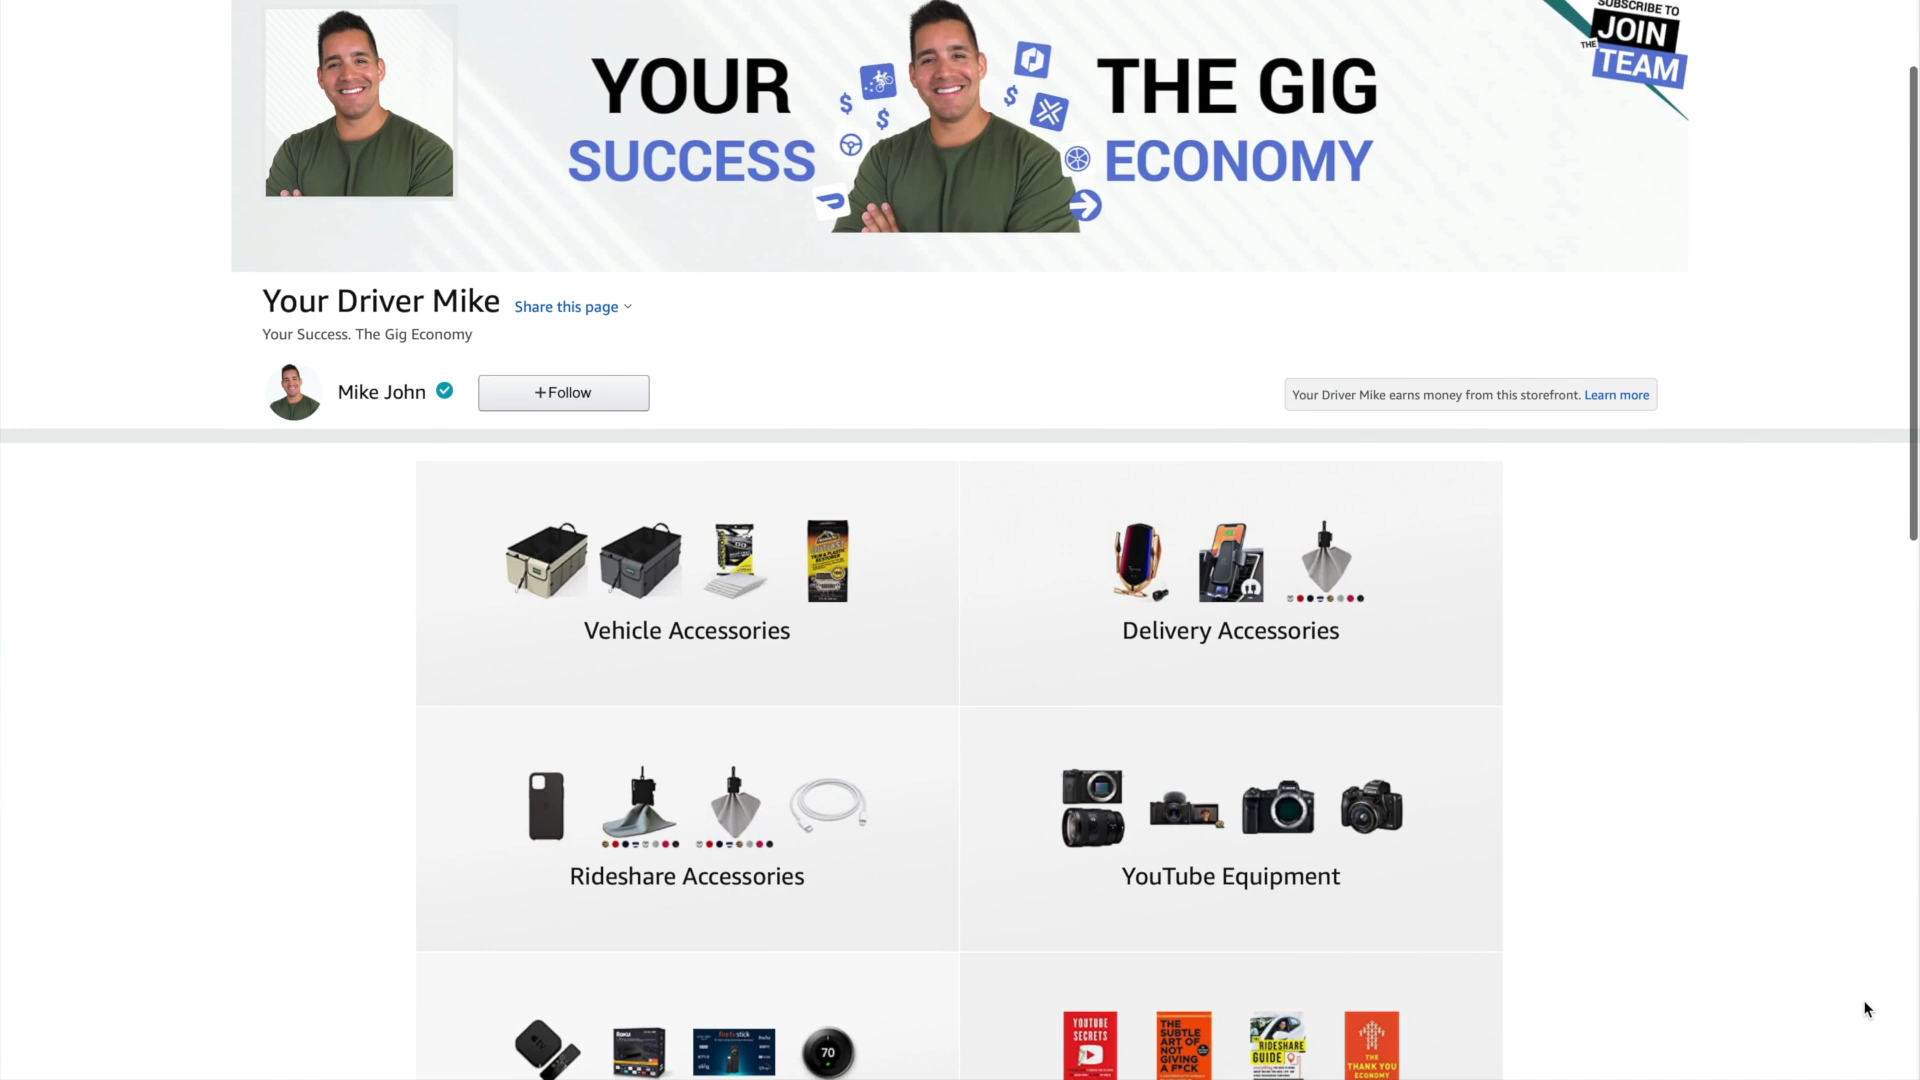 SUBSCRIBE TO
JOIN
THE
TEAM
YOUR
THE GIG
SUCCESS
ECONOMY
Your Driver Mike
Share this page
Your Success. The Gig Economy
Mike John
+Follow
Your Driver Mike earns money from this storefront. Learn more
Vehicle Accessories
Delivery Accessories
Rideshare Accessories
YouTube Equipment
Roku
firetvstick
70
YOUTUBE
SECRETS
THE
SUBTLE
ART OF
NOT
GIVING
A F*CK
THE
RIDESHARE
GUIDE
THE
THANK YOU
ECONOMY